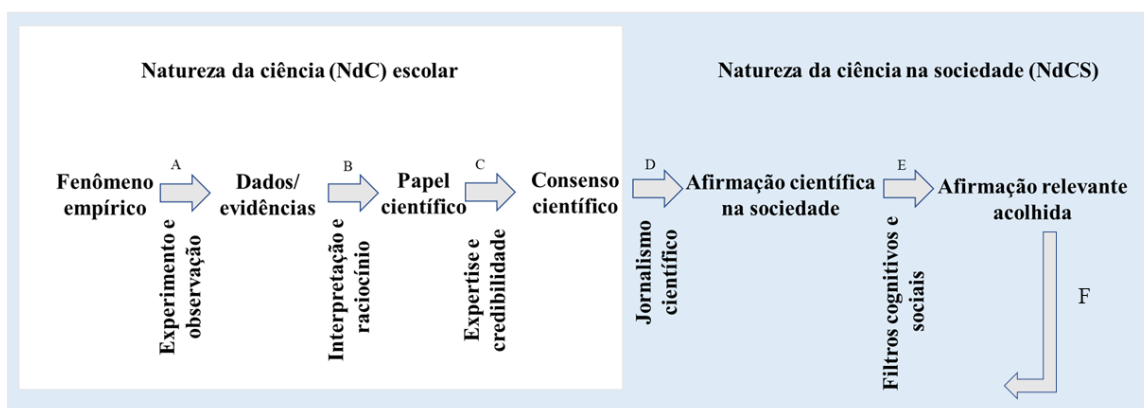 Natureza da ciência (NdC) escolar
Natureza da ciência na sociedade (NdCS)
A
B
C
D
E
Fenômeno
empírico
Dados/
evidências
Papel
científico
Consenso
científico
Afirmação científica
na sociedade
Afirmação relevante
acolhida
Experimento e
observação
Interpretação e
raciocínio
Expertise e
credibilidade
Jornalismo
científico
Filtros cognitivos e
sociais
F